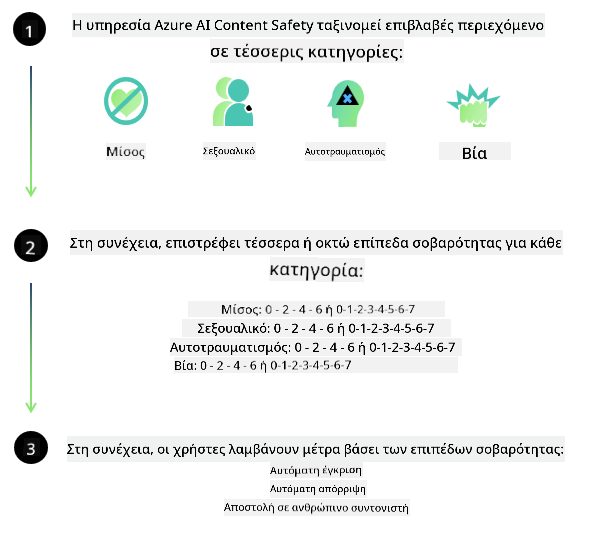 1
Η υπηρεσία Azure AI Content Safety ταξινομεί επιβλαβές περιεχόμενο
σε τέσσερις κατηγορίες:
Μίσος
Σεξουαλικό
Αυτοτραυματισμός
Βία
2
Στη συνέχεια, επιστρέφει τέσσερα ή οκτώ επίπεδα σοβαρότητας για κάθε
κατηγορία:
Μίσος: 0 - 2 - 4 - 6 ή 0-1-2-3-4-5-6-7
Σεξουαλικό: 0 - 2 - 4 - 6 ή 0-1-2-3-4-5-6-7
Αυτοτραυματισμός: 0 - 2 - 4 - 6 ή 0-1-2-3-4-5-6-7
Βία: 0 - 2 - 4 - 6 ή 0-1-2-3-4-5-6-7
3
Στη συνέχεια, οι χρήστες λαμβάνουν μέτρα βάσει των επιπέδων σοβαρότητας:
Αυτόματη έγκριση
Αυτόματη απόρριψη
Αποστολή σε ανθρώπινο συντονιστή